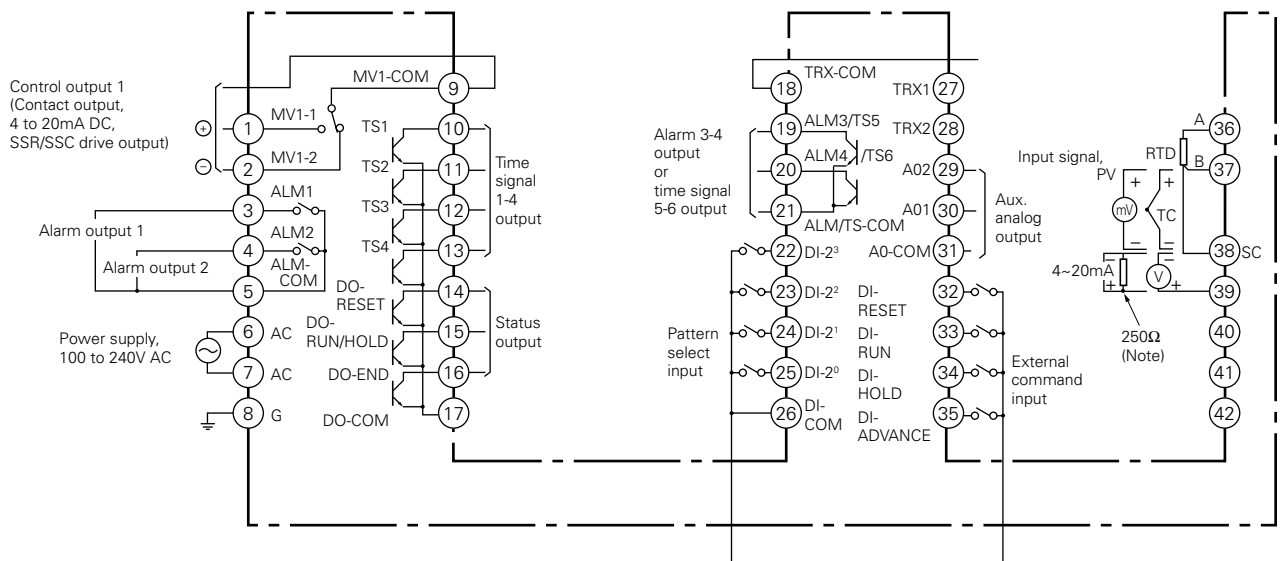 Control output 1
(Contact output,
4 to 20mA DC,
SSR/SSC drive output)
+
−
1
MV1-1
2
MV1-2
MV1-COM
9
3
ALM1
Alarm output 1
4
ALM2
Alarm output 2
ALM-
COM
5
Power supply,
100 to 240V AC
6
AC
7
AC
8
G
TS1
10
TS2
11
TS3
12
TS4
13
Time
signal
1-4
output
DO-
RESET
14
DO-
RUN/HOLD
15
DO-END
16
DO-COM
17
Status
output
TRX-COM
18
Alarm 3-4
output
or
time signal
5-6 output
19
ALM3/TS5
20
ALM4 /TS6
21
ALM/TS-COM
22
DI-2³
23
DI-2²
24
DI-2¹
25
DI-2⁰
26
DI-
COM
Pattern
select
input
TRX1
27
TRX2
28
A02
29
A01
30
A0-COM
31
Aux.
analog
output
DI-
RESET
32
DI-
RUN
33
DI-
HOLD
34
DI-
ADVANCE
35
External
command
input
Input signal,
PV
+
+
mV
TC
−
−
−
−
4~20mA
+
V
+
250Ω
(Note)
RTD
A
B
36
37
38
SC
39
40
41
42